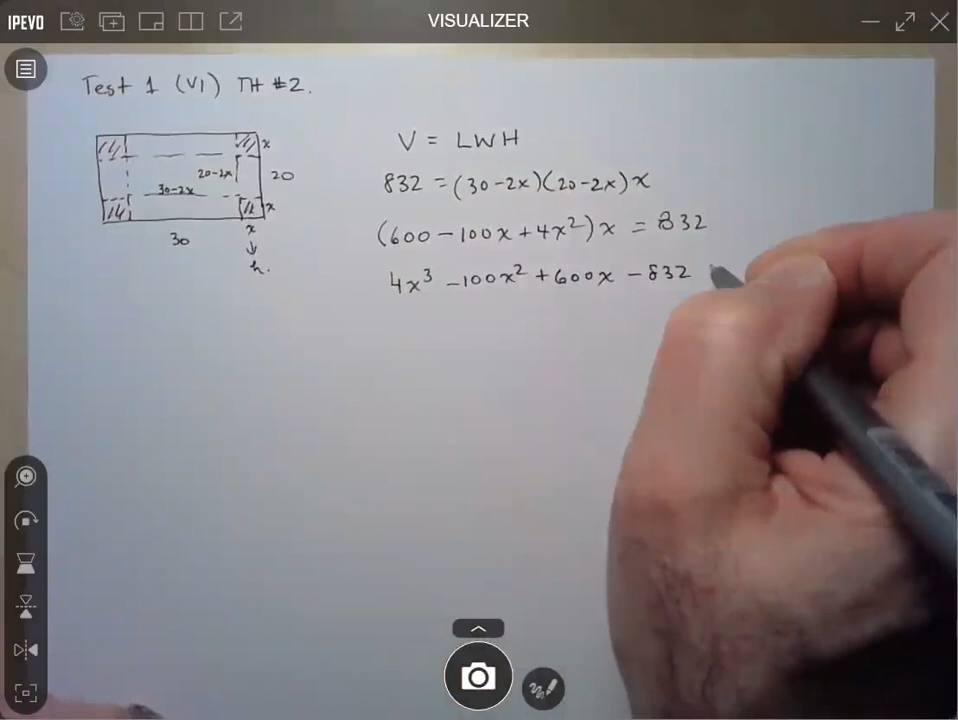 IPEVO
VISUALIZER
Test 1 (V1) TH #2.
x
20-2x
20
30-2x
x
30
x
↓
h.
V = LWH
832 = (30-2x)(20-2x)x
(600 - 100x + 4x²)x = 832
4x³ - 100x² + 600x - 832